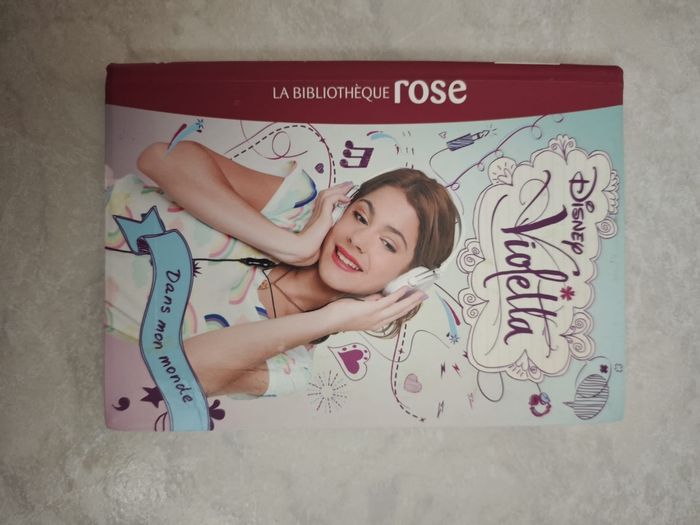 LA BIBLIOTHÈQUE rose
DISNEY
Violetta
Dans mon monde